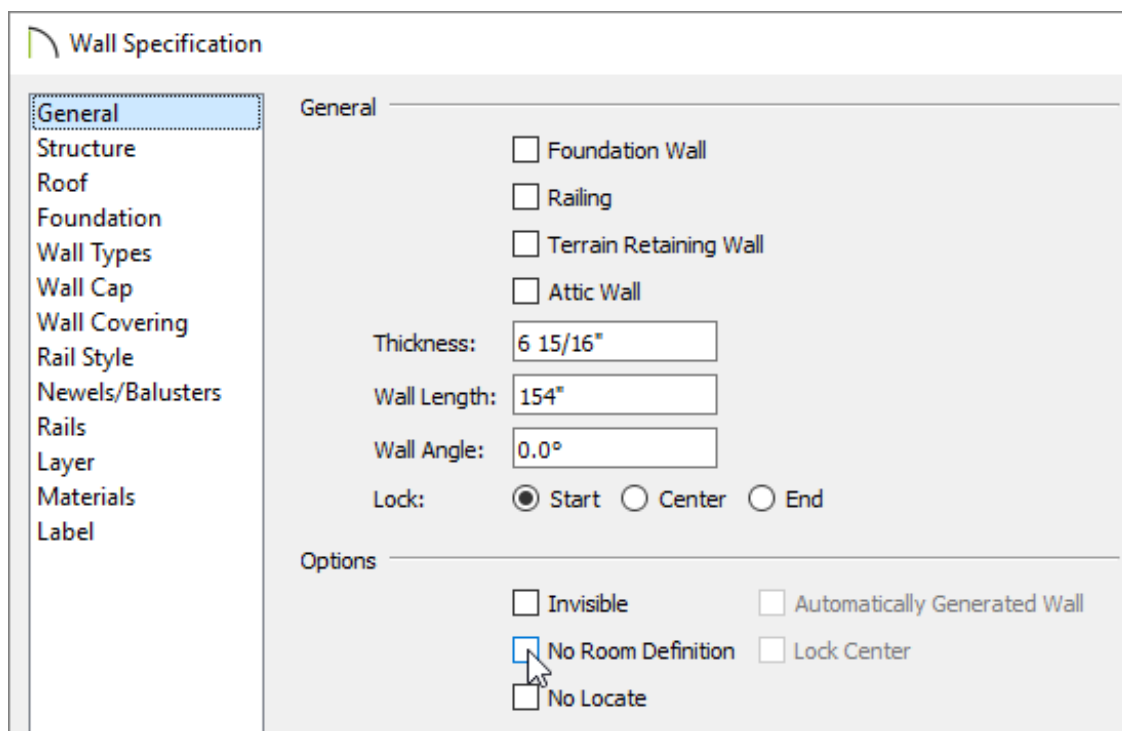 Wall Specification
General
Structure
Roof
Foundation
Wall Types
Wall Cap
Wall Covering
Rail Style
Newels/Balusters
Rails
Layer
Materials
Label
General
Foundation Wall
Railing
Terrain Retaining Wall
Attic Wall
Thickness: 6 15/16"
Wall Length: 154"
Wall Angle: 0.0°
Lock: Start Center End
Options
Invisible Automatically Generated Wall
No Room Definition Lock Center
No Locate